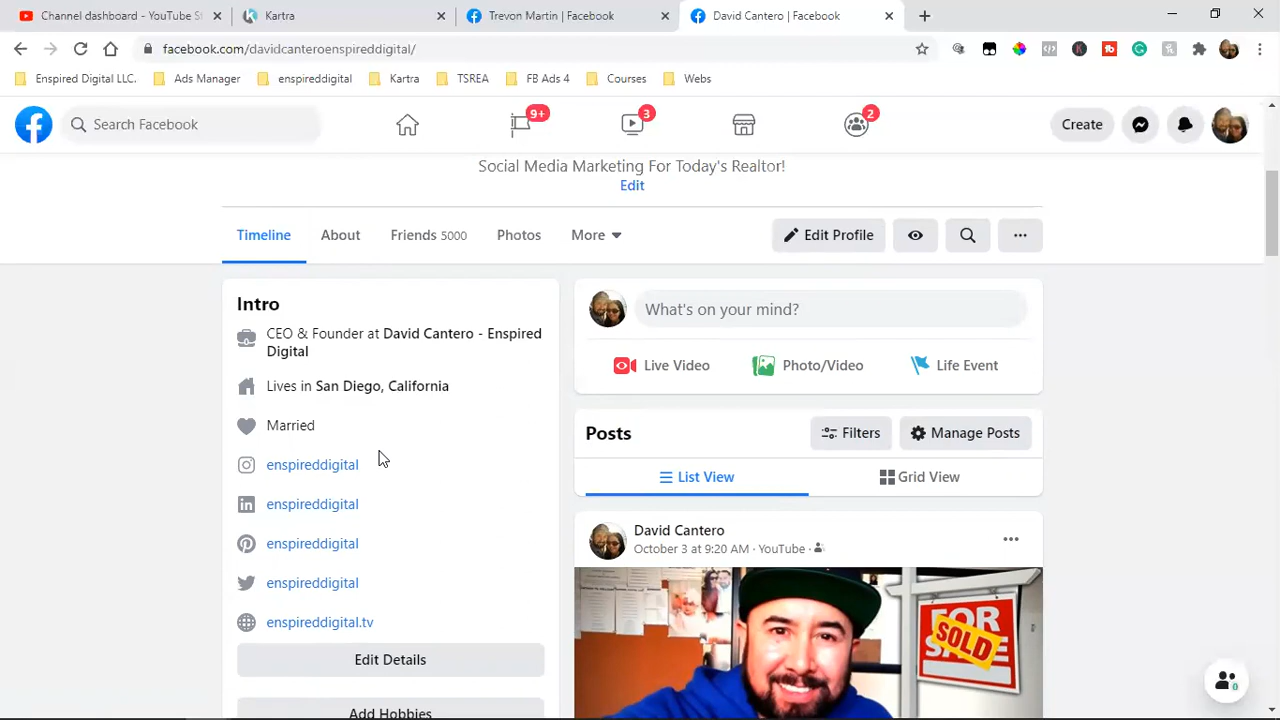 Channel dashboard - YouTube St
Kartra
Trevon Martin | Facebook
David Cantero | Facebook
facebook.com/davidcanteroenspireddigital/
Enspired Digital LLC.
Ads Manager
enspireddigital
Kartra
TSREA
FB Ads 4
Courses
Webs
Search Facebook
9+
3
2
Create
Social Media Marketing For Today's Realtor!
Edit
Timeline
About
Friends 5000
Photos
More
Edit Profile
Intro
CEO & Founder at David Cantero - Enspired
Digital
Lives in San Diego, California
Married
enspireddigital
enspireddigital
enspireddigital
enspireddigital
enspireddigital.tv
Edit Details
Add Hobbies
What's on your mind?
Live Video
Photo/Video
Life Event
Posts
Filters
Manage Posts
List View
Grid View
David Cantero
October 3 at 9:20 AM · YouTube ·
FOR
SOLD
0